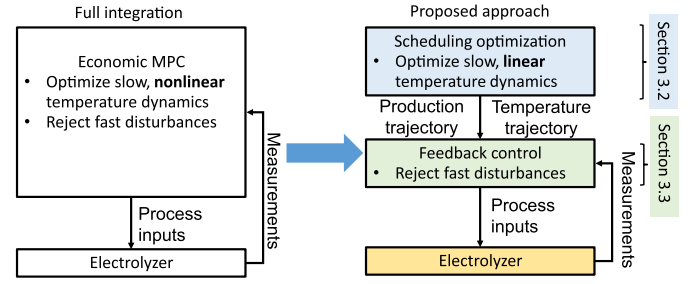 Full integration
Economic MPC
• Optimize slow, nonlinear
temperature dynamics
• Reject fast disturbances
Process
inputs
Measurements
Electrolyzer
Proposed approach
Scheduling optimization
• Optimize slow, linear
temperature dynamics
Section 3.2
Production
trajectory
Temperature
trajectory
Feedback control
• Reject fast disturbances
Section 3.3
Process
inputs
Measurements
Electrolyzer